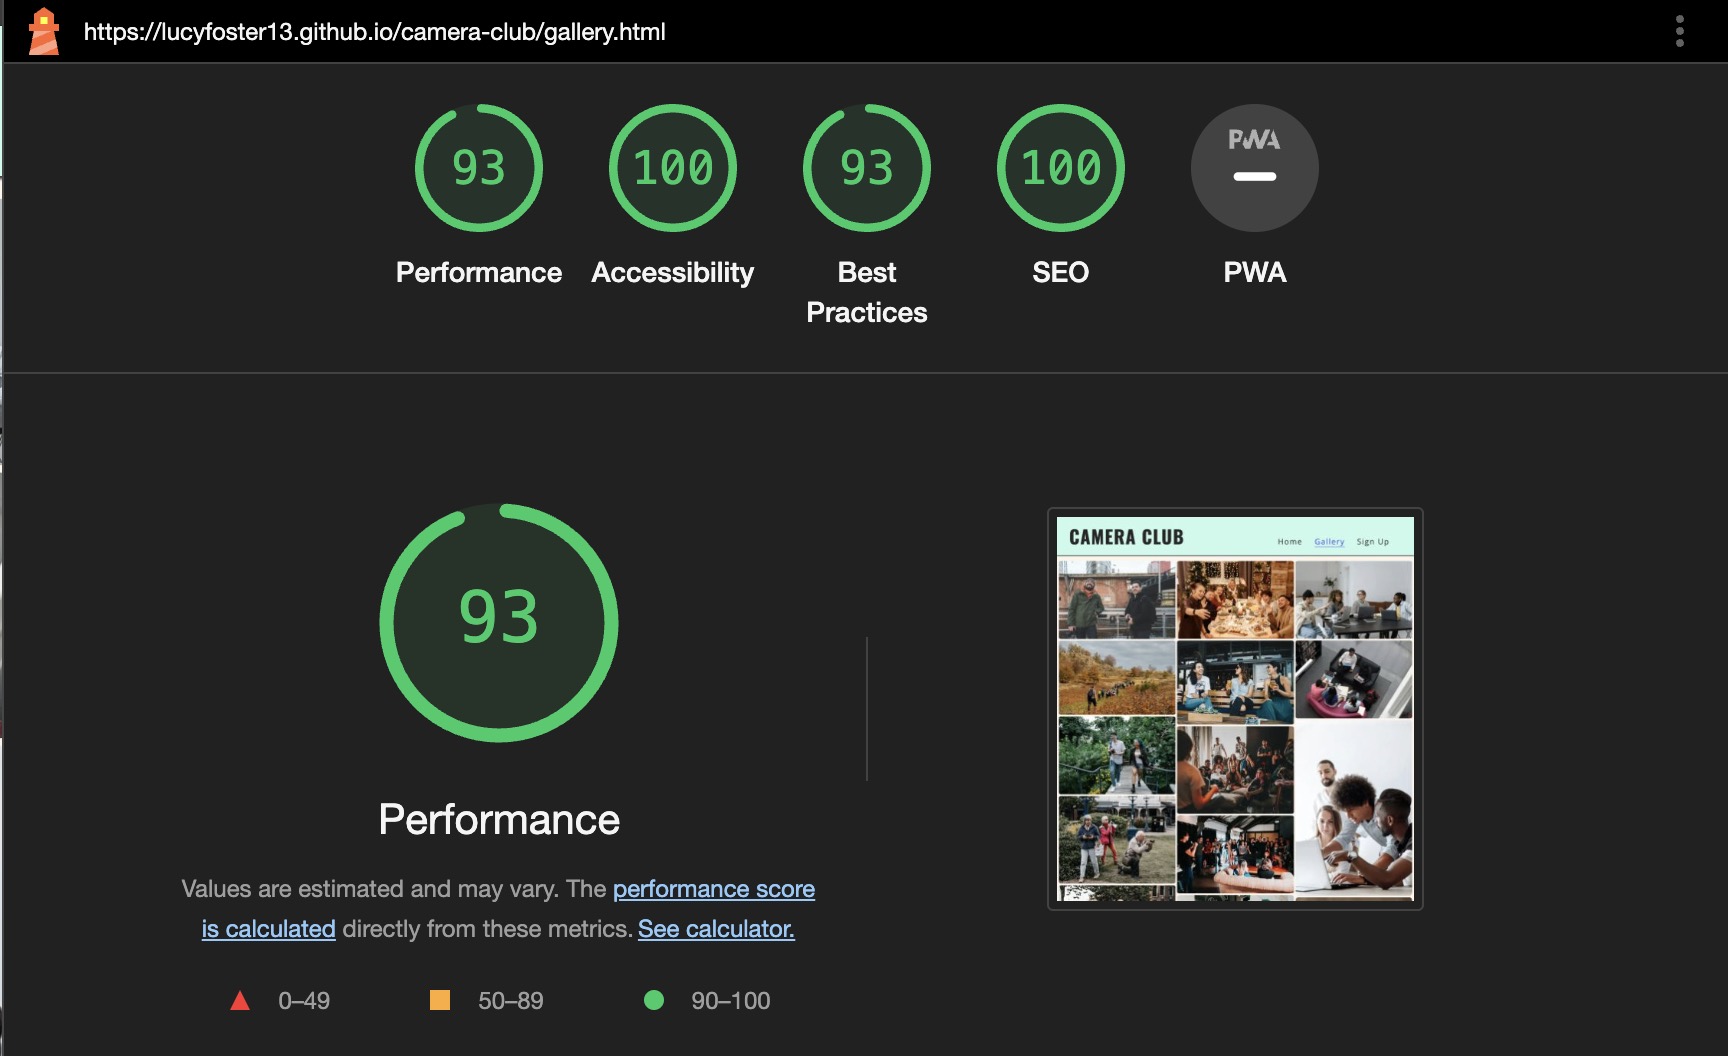 https://lucyfoster13.github.io/camera-club/gallery.html
93
100
93
100
PWA
Performance
Accessibility
Best
Practices
SEO
PWA
93
Performance
Values are estimated and may vary. The performance score
is calculated directly from these metrics. See calculator.
0–49
50–89
90–100
CAMERA CLUB
Home
Gallery
Sign Up